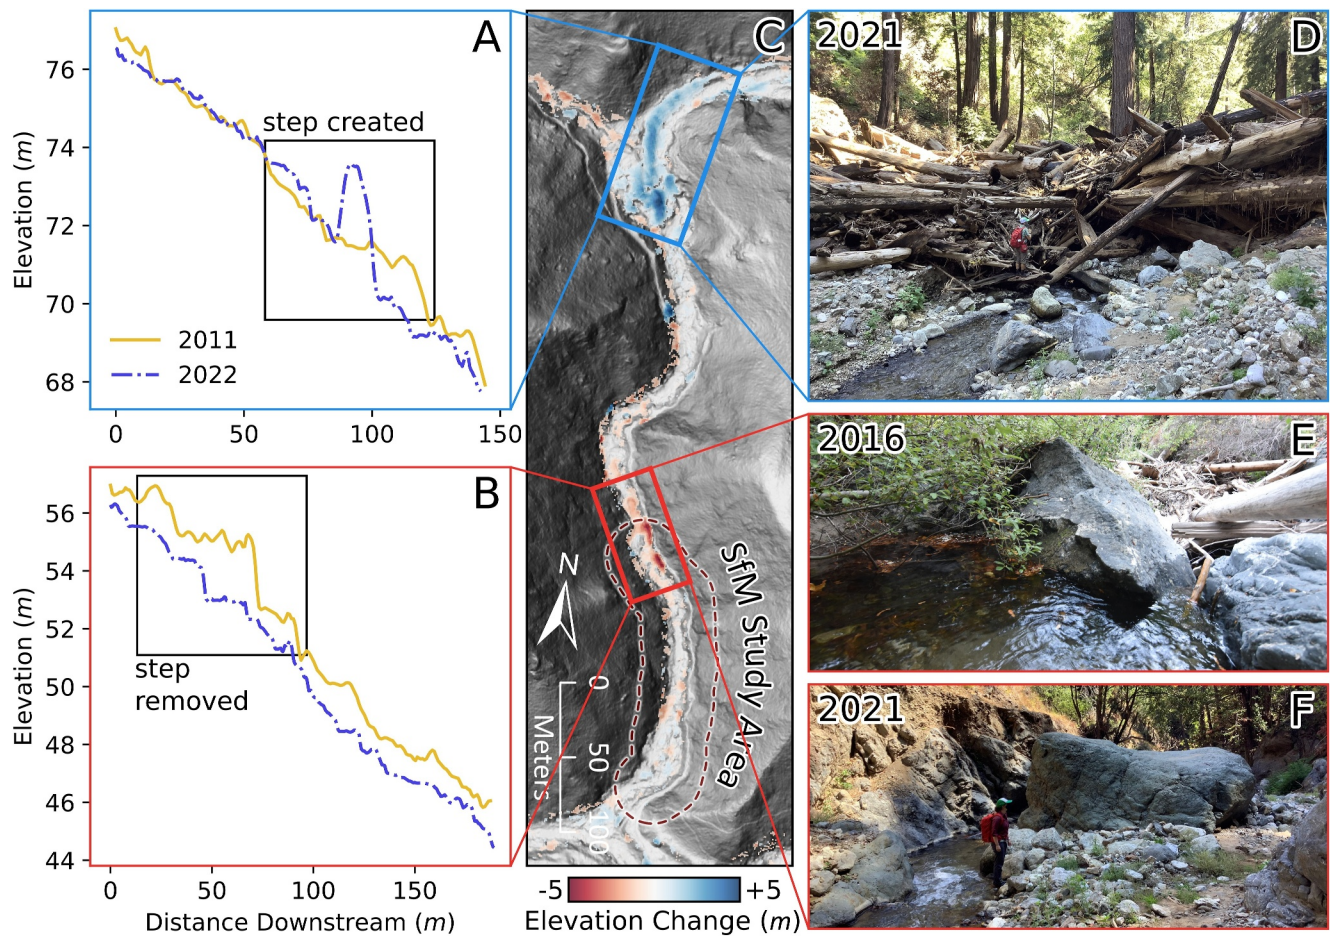 A
76
74
72
70
68
Elevation (m)
step created
2011
2022
0
50
100
150
B
56
54
52
50
48
46
44
Elevation (m)
step
removed
0
50
100
150
Distance Downstream (m)
C
N
SfM Study Area
0
50
100
Meters
-5
+5
Elevation Change (m)
2021
D
2016
E
2021
F